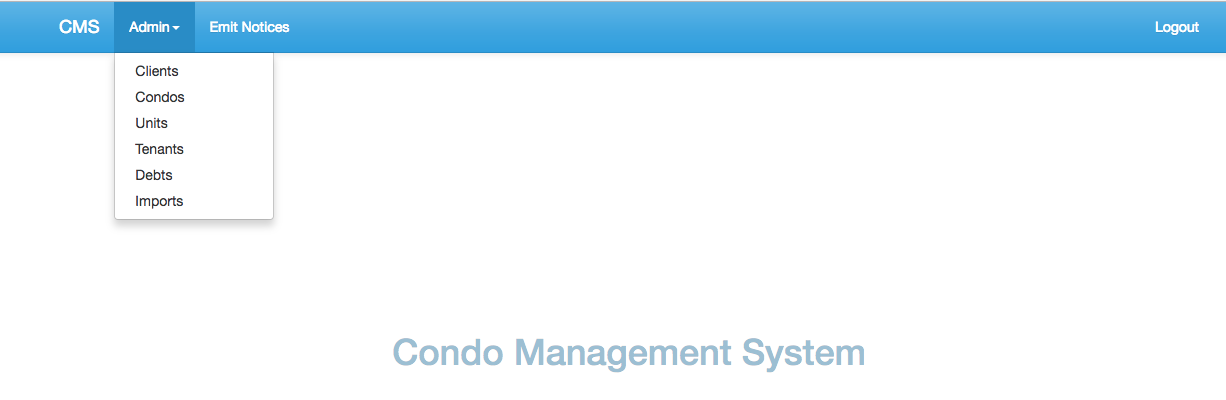 CMS Admin Emit Notices Logout
Clients
Condos
Units
Tenants
Debts
Imports
Condo Management System